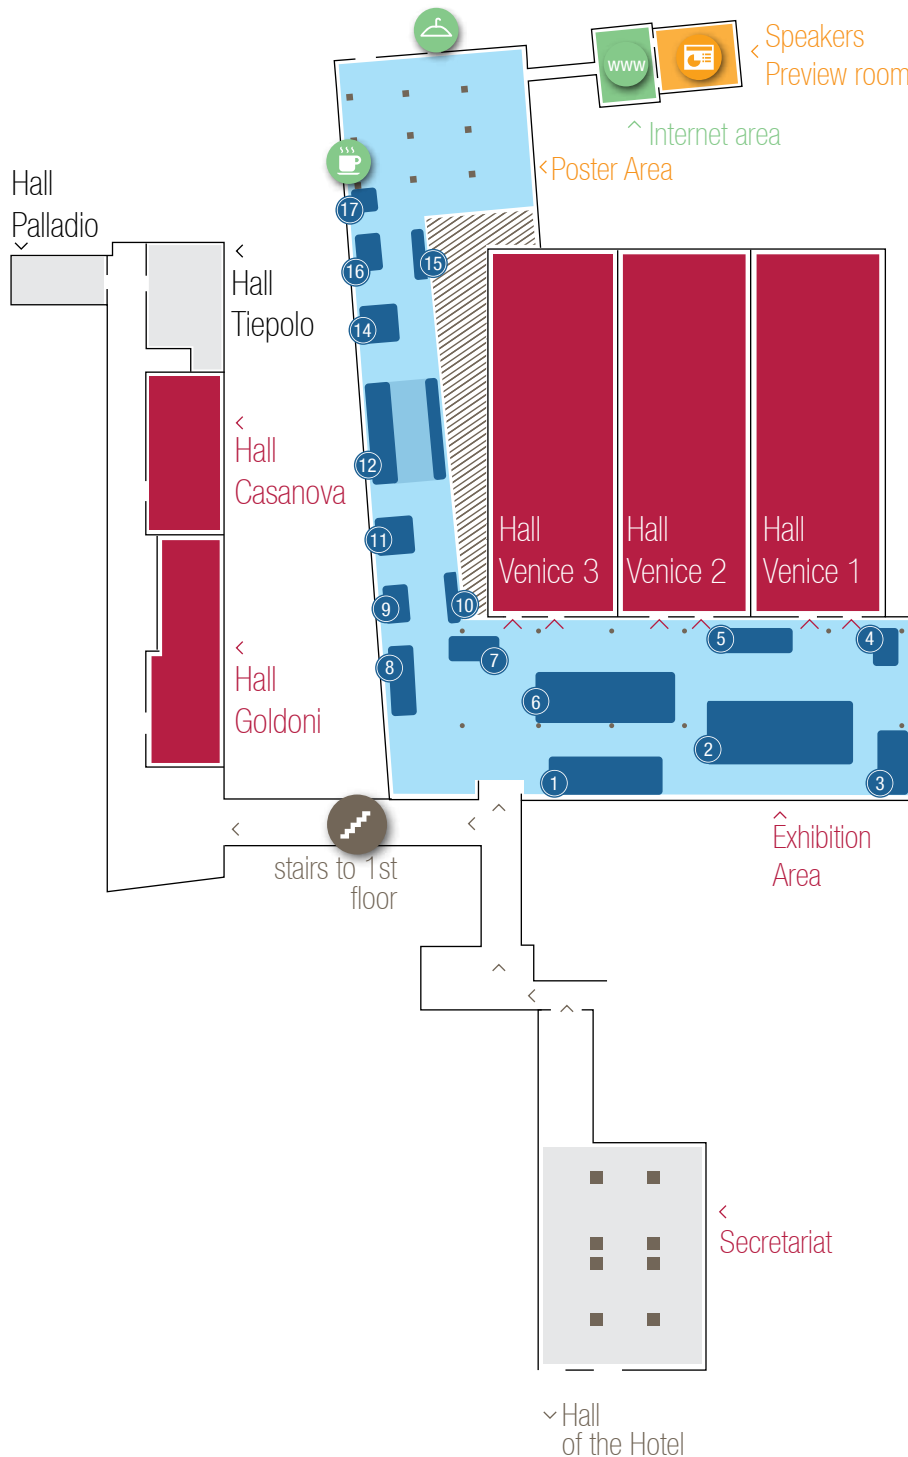 www
Speakers
Preview room
Internet area
Poster Area
Hall
Palladio
Hall
Tiepolo
Hall
Casanova
Hall
Goldoni
17
16
15
14
12
11
10
9
8
7
Hall
Venice 3
Hall
Venice 2
Hall
Venice 1
5
4
6
2
1
3
stairs to 1st
floor
Exhibition
Area
Secretariat
Hall
of the Hotel